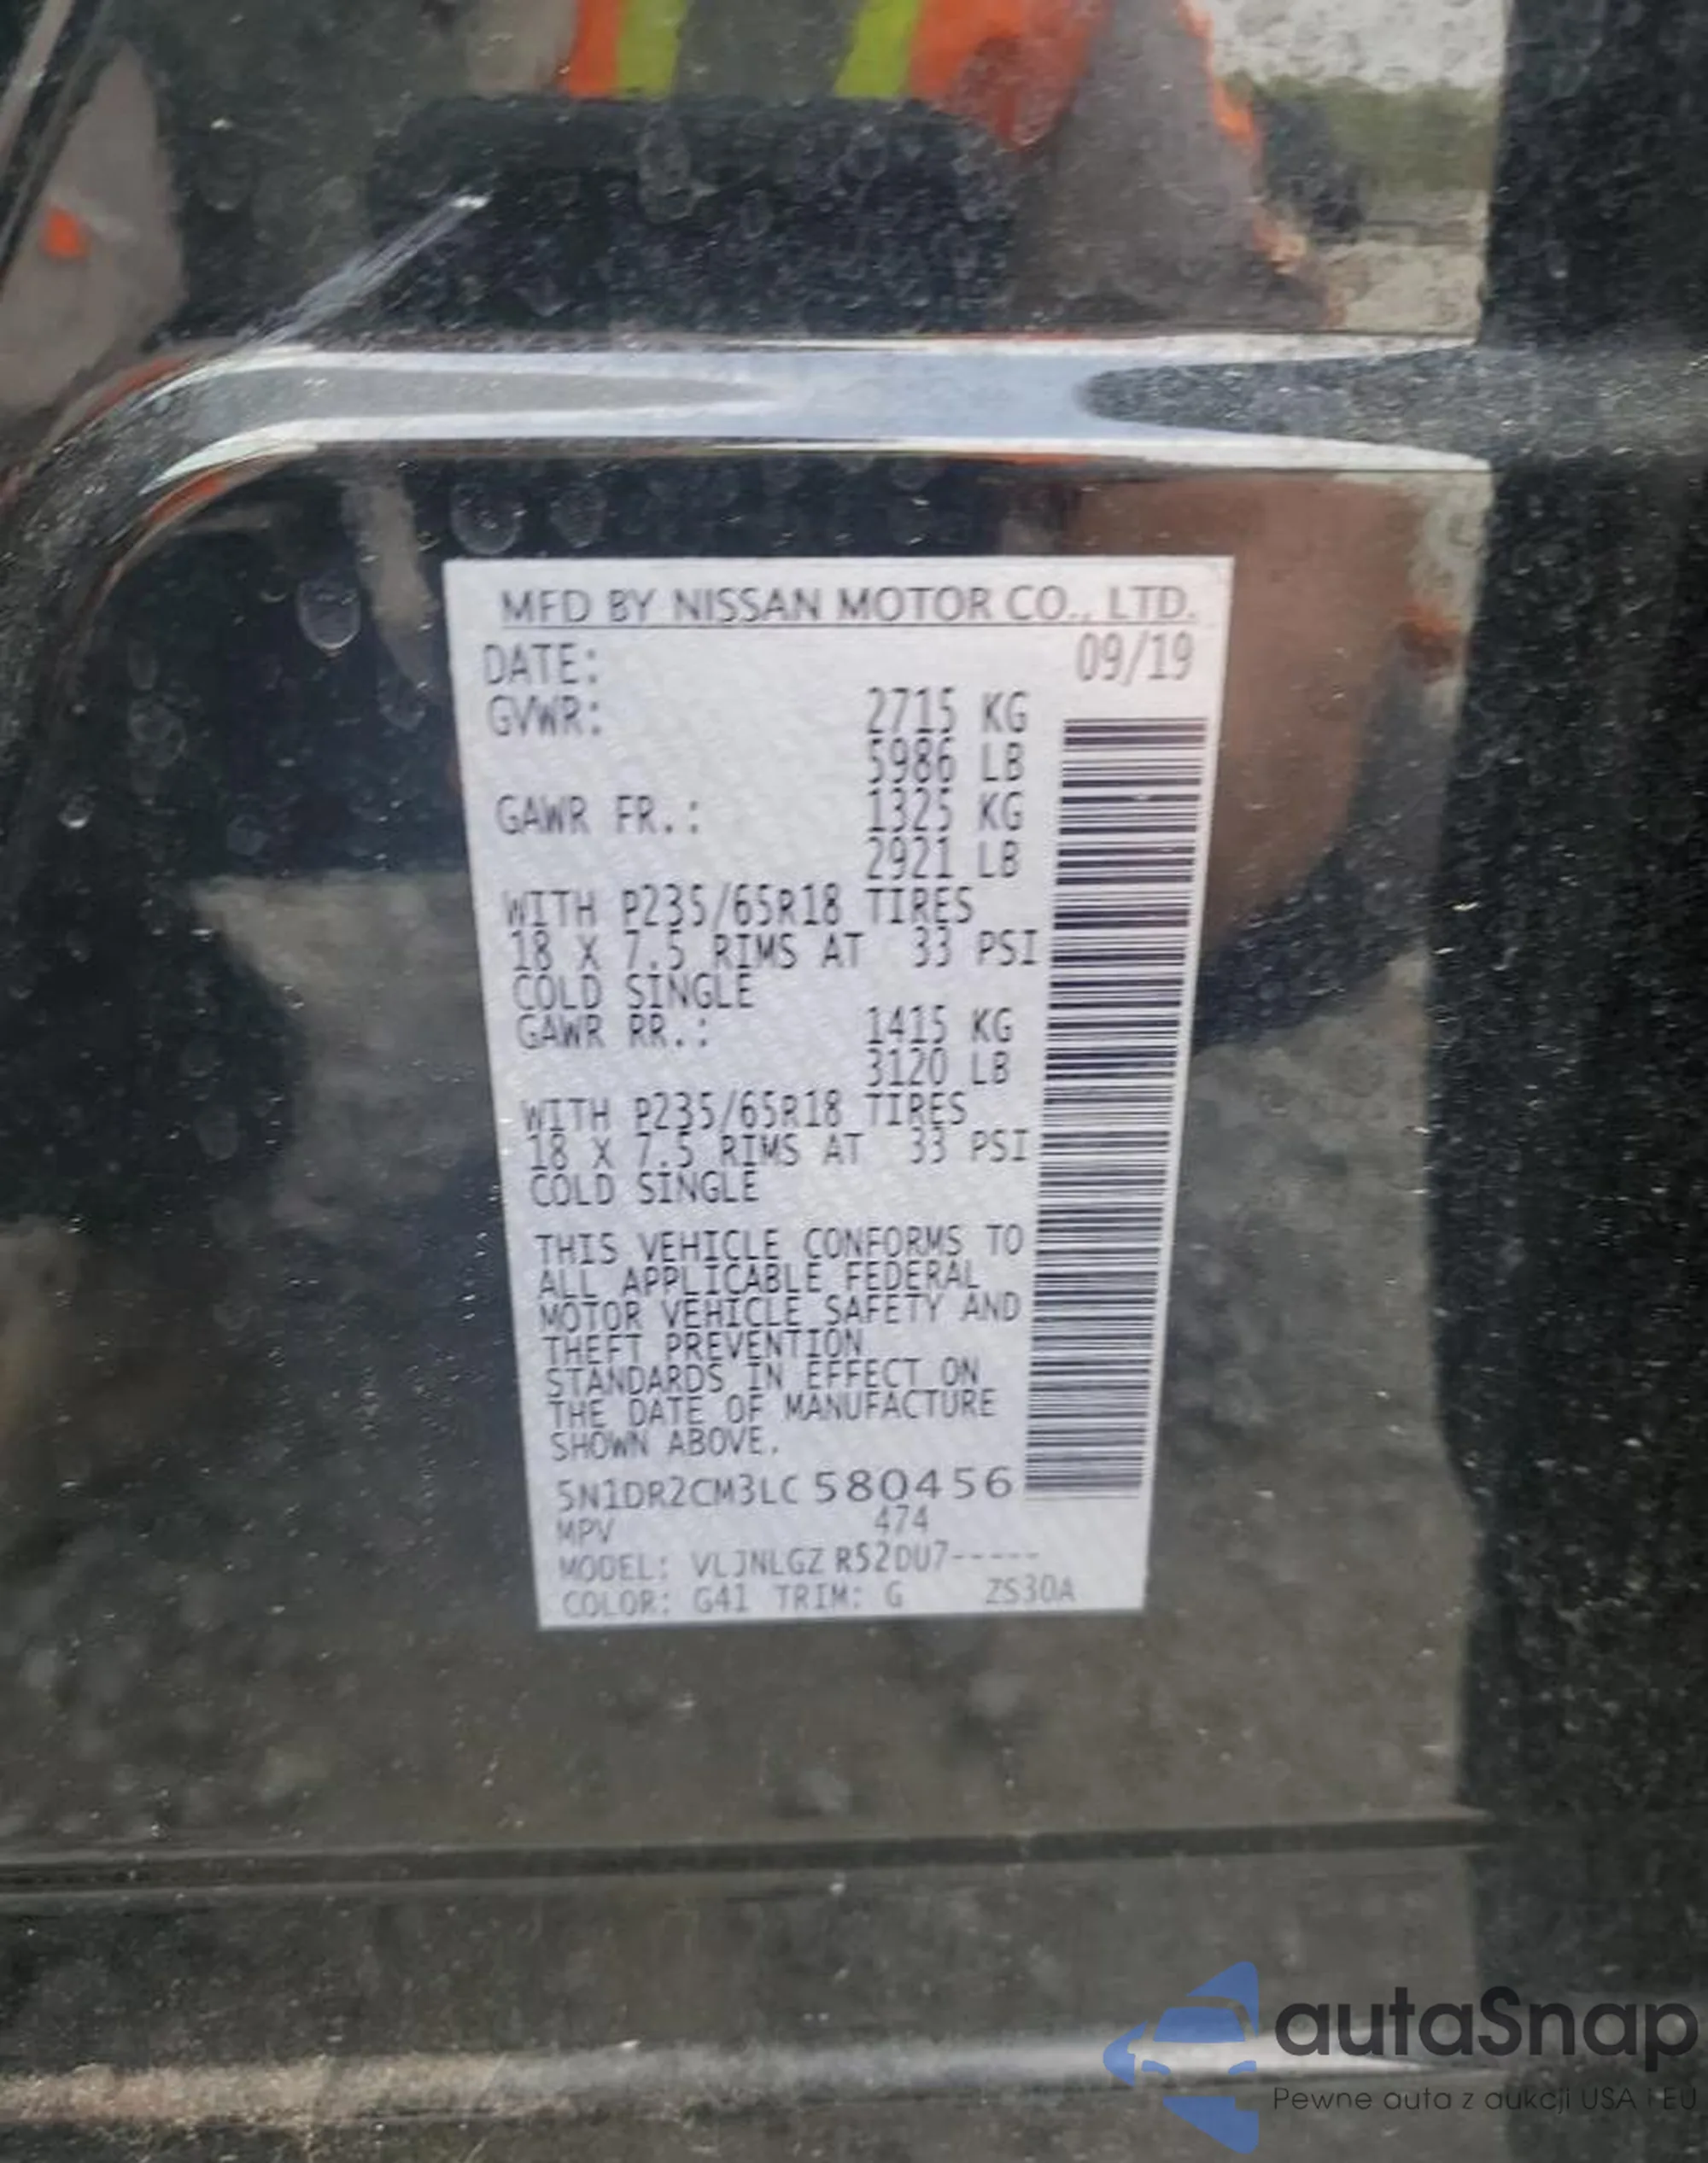 MFD BY NISSAN MOTOR CO., LTD.
DATE: 09/19
GVWR: 2715 KG
5986 LB
GAWR FR.: 1325 KG
2921 LB
WITH P235/65R18 TIRES
18 X 7.5 RIMS AT 33 PSI
COLD SINGLE
GAWR RR.: 1415 KG
3120 LB
WITH P235/65R18 TIRES
18 X 7.5 RIMS AT 33 PSI
COLD SINGLE
THIS VEHICLE CONFORMS TO
ALL APPLICABLE FEDERAL
MOTOR VEHICLE SAFETY AND
THEFT PREVENTION
STANDARDS IN EFFECT ON
THE DATE OF MANUFACTURE
SHOWN ABOVE.
5N1DR2CM3LC580456
MPV 474
MODEL: VLJNLGZ R52DU7-----
COLOR: G41 TRIM: G ZS30A
autaSnap
Pewne auta z aukcji USA i EU